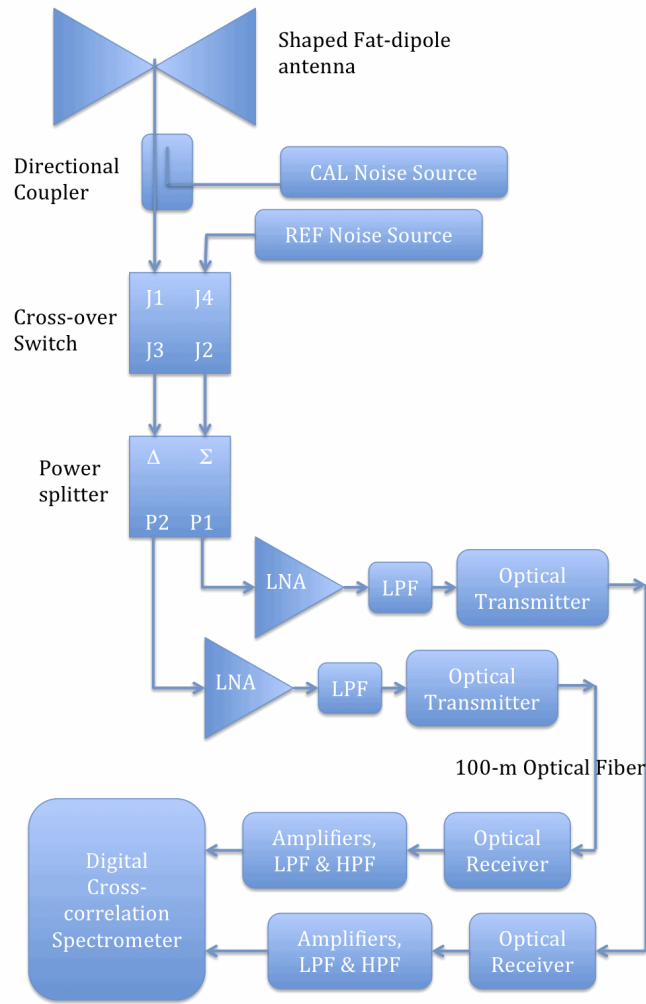 Shaped Fat-dipole
antenna
Directional
Coupler
CAL Noise Source
REF Noise Source
Cross-over
Switch
J1 J4
J3 J2
Power
splitter
Δ Σ
P2 P1
LNA
LPF
Optical
Transmitter
LNA
LPF
Optical
Transmitter
100-m Optical Fiber
Digital
Cross-
correlation
Spectrometer
Amplifiers,
LPF & HPF
Optical
Receiver
Amplifiers,
LPF & HPF
Optical
Receiver